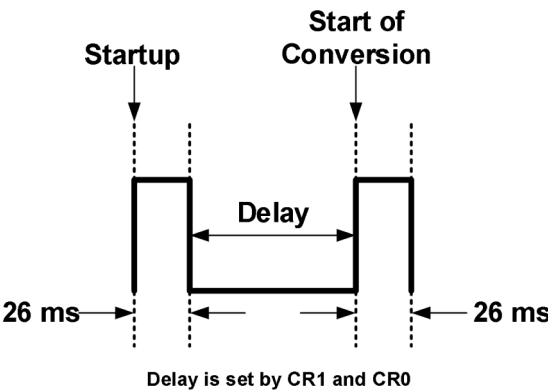 Startup
Start of
Conversion
Delay
26 ms
26 ms
Delay is set by CR1 and CR0